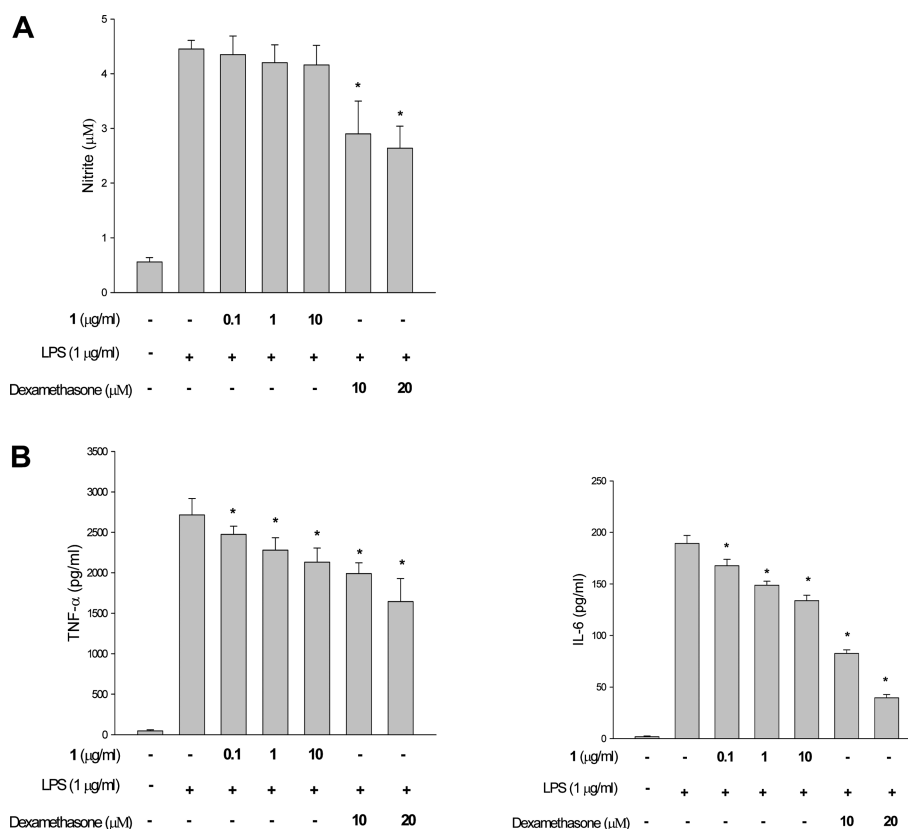 A
5
4
3
2
1
0
Nitrite (μM)
* *
1 (μg/ml) - - 0.1 1 10 - -
LPS (1 μg/ml) - + + + + + +
Dexamethasone (μM) - - - - - 10 20
B
3500
3000
2500
2000
1500
1000
500
0
TNF-α (pg/ml)
* * * * *
1 (μg/ml) - - 0.1 1 10 - -
LPS (1 μg/ml) - + + + + + +
Dexamethasone (μM) - - - - - 10 20
250
200
150
100
50
0
IL-6 (pg/ml)
* * * * *
1 (μg/ml) - - 0.1 1 10 - -
LPS (1 μg/ml) - + + + + + +
Dexamethasone (μM) - - - - - 10 20